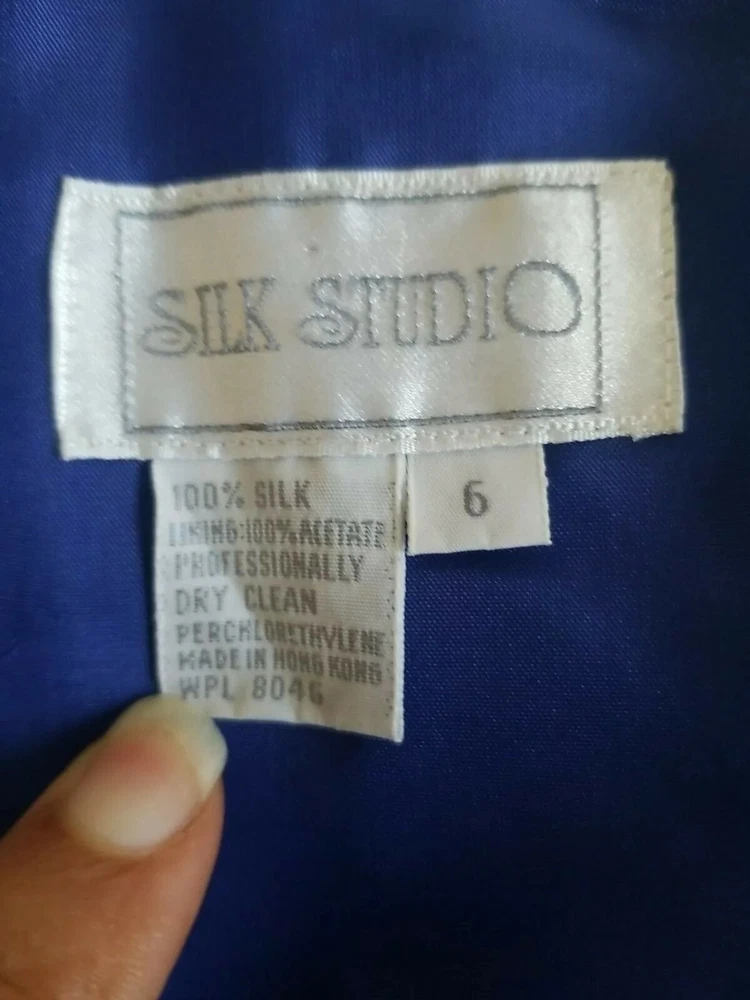 SILK STUDIO
6
100% SILK
LINING:100% ACETATE
PROFESSIONALLY
DRY CLEAN
PERCHLORETHYLENE
MADE IN HONG KONG
WPL 8046